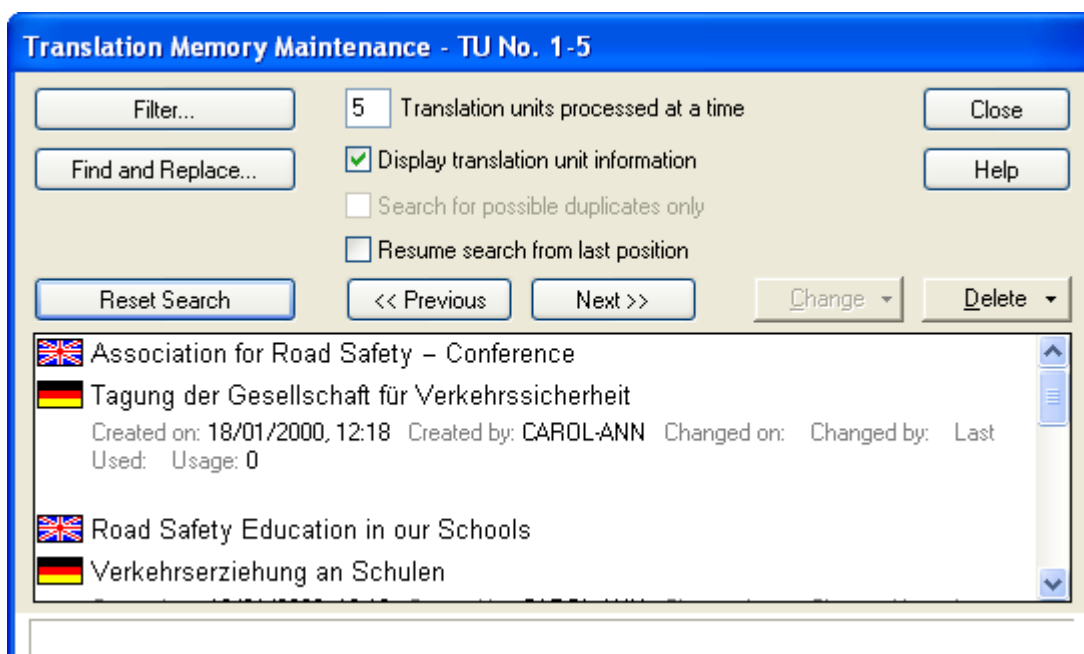 Translation Memory Maintenance - TU No. 1-5
Filter... 5 Translation units processed at a time Close
Find and Replace... Display translation unit information Help
Search for possible duplicates only
Resume search from last position
Reset Search << Previous Next >> Change Delete
Association for Road Safety – Conference
Tagung der Gesellschaft für Verkehrssicherheit
Created on: 18/01/2000, 12:18 Created by: CAROL-ANN Changed on: Changed by: Last
Used: Usage: 0
Road Safety Education in our Schools
Verkehrserziehung an Schulen